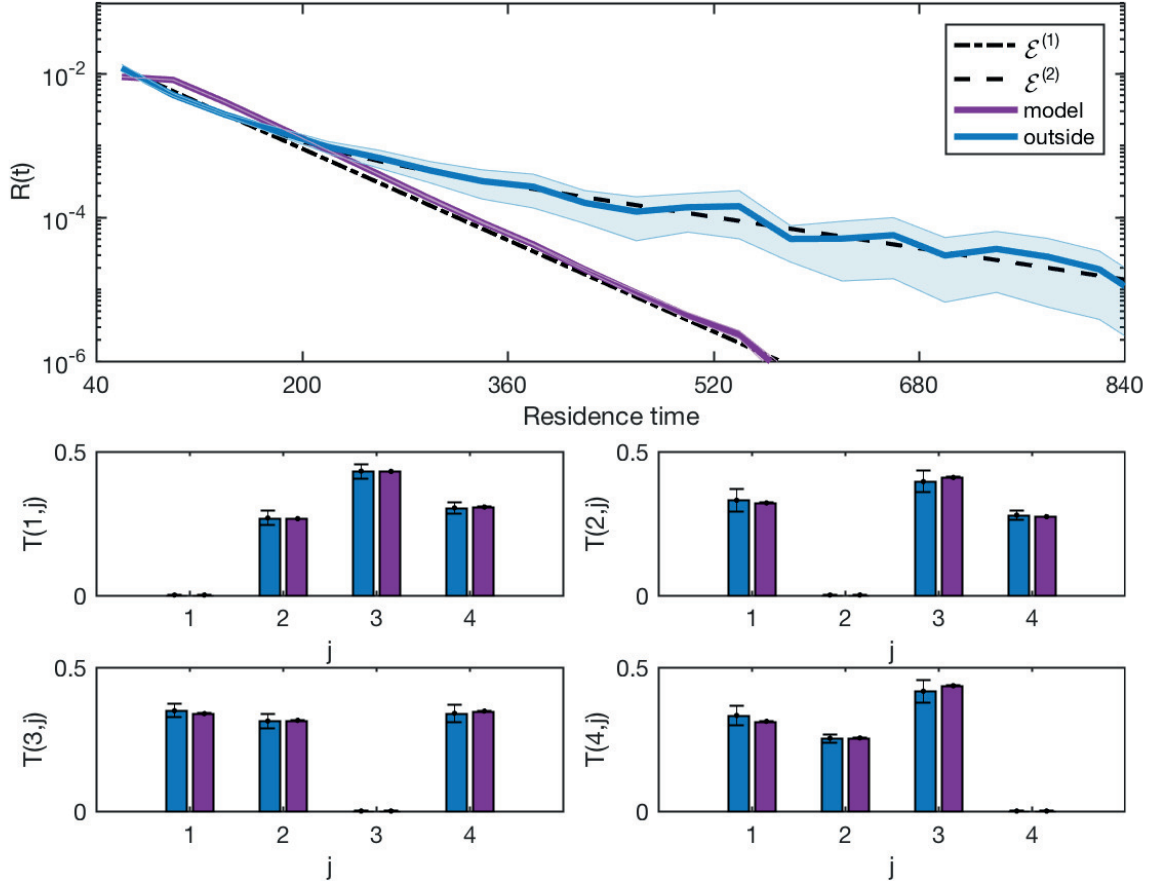 ℰ⁽¹⁾
ℰ⁽²⁾
model
outside
R(t)
10⁻²
10⁻⁴
10⁻⁶
40 200 360 520 680 840
Residence time
T(1,j)
0.5
0
1 2 3 4
j
T(2,j)
0.5
0
1 2 3 4
j
T(3,j)
0.5
0
1 2 3 4
j
T(4,j)
0.5
0
1 2 3 4
j